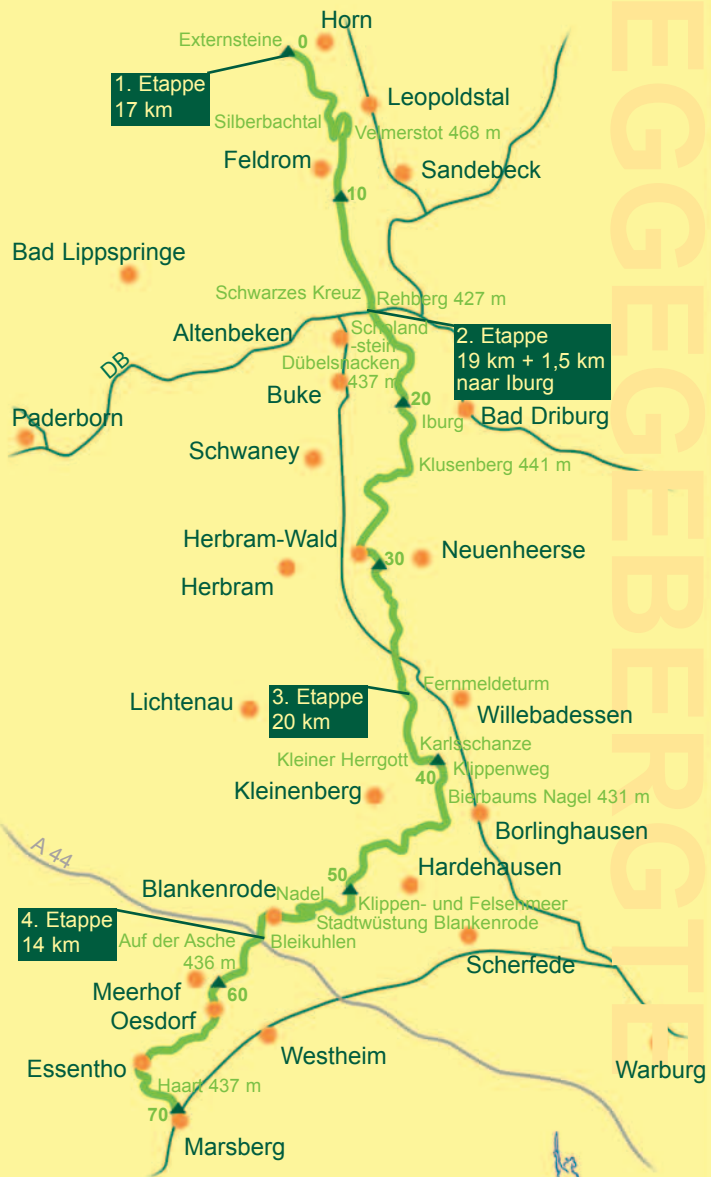 EGGEGEBERGTE
Horn
Externsteine
0
1. Etappe
17 km
Leopoldstal
Silberbachtal
Velmerstot 468 m
Feldrom
Sandebeck
10
Bad Lippspringe
Schwarzes Kreuz
Rehberg 427 m
Altenbeken
Scholand
-stein
2. Etappe
19 km + 1,5 km
naar Iburg
DB
Dübelsnacken
437 m
Buke
20
Paderborn
Iburg
Bad Driburg
Schwaney
Klusenberg 441 m
Herbram-Wald
30
Neuenheerse
Herbram
Fernmeldeturm
Lichtenau
3. Etappe
20 km
Willebadessen
Karlsschanze
Kleiner Herrgott
Klippenweg
40
Kleinenberg
Bierbaums Nagel 431 m
Borlinghausen
A 44
Hardehausen
50
Blankenrode
Nadel
Klippen- und Felsenmeer
Stadtwüstung Blankenrode
4. Etappe
14 km
Auf der Asche
436 m
Bleikuhlen
Scherfede
Meerhof
60
Oesdorf
Westheim
Essentho
Warburg
Haart 437 m
70
Marsberg